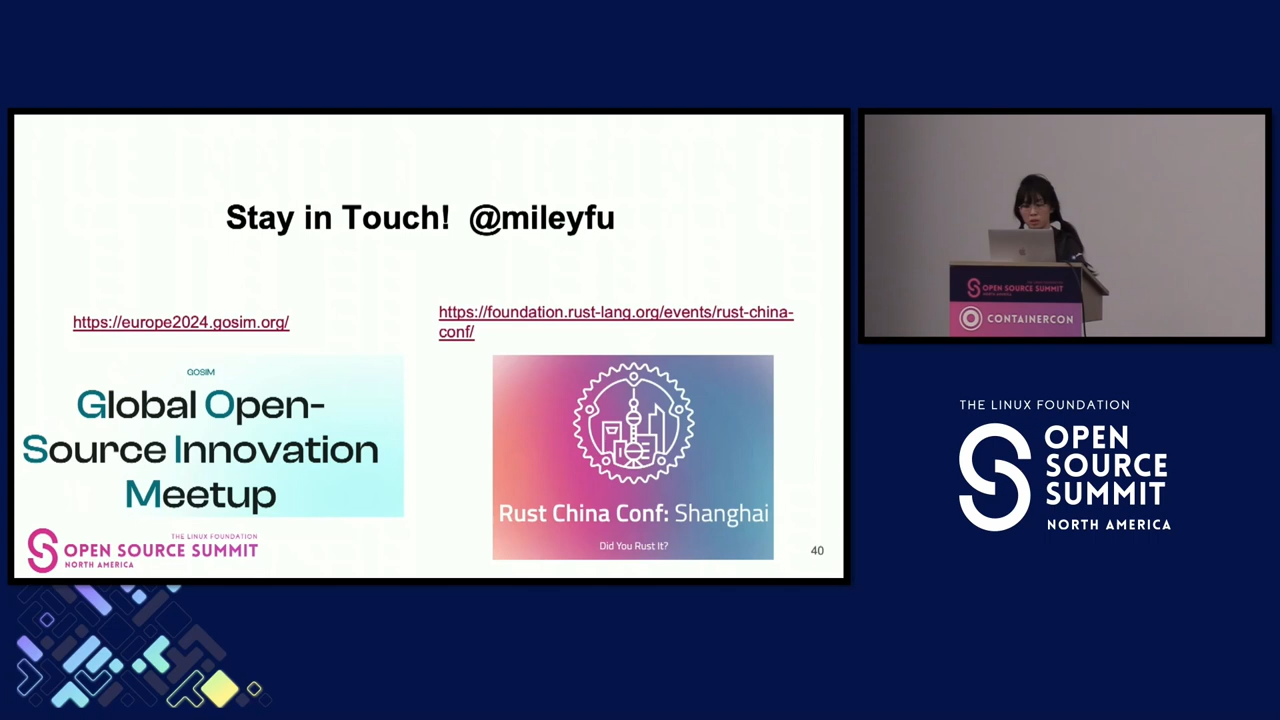 Stay in Touch!  @mileyfu
https://europe2024.gosim.org/
https://foundation.rust-lang.org/events/rust-china-
conf/
GOSIM
Global Open-
Source Innovation
Meetup
Rust China Conf: Shanghai
Did You Rust It?
THE LINUX FOUNDATION
OPEN SOURCE SUMMIT
NORTH AMERICA
40
OPEN SOURCE SUMMIT
CONTAINERCON
THE LINUX FOUNDATION
OPEN
SOURCE
SUMMIT
NORTH AMERICA